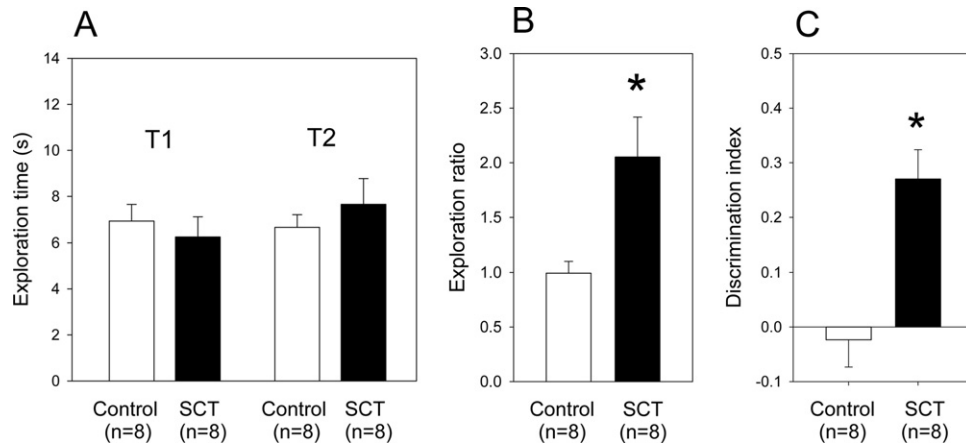 A
Exploration time (s)
14
12
10
8
6
4
2
0
T1
T2
Control
(n=8)
SCT
(n=8)
Control
(n=8)
SCT
(n=8)
B
Exploration ratio
3.0
2.5
2.0
1.5
1.0
0.5
0.0
*
Control
(n=8)
SCT
(n=8)
C
Discrimination index
0.5
0.4
0.3
0.2
0.1
0.0
-0.1
*
Control
(n=8)
SCT
(n=8)